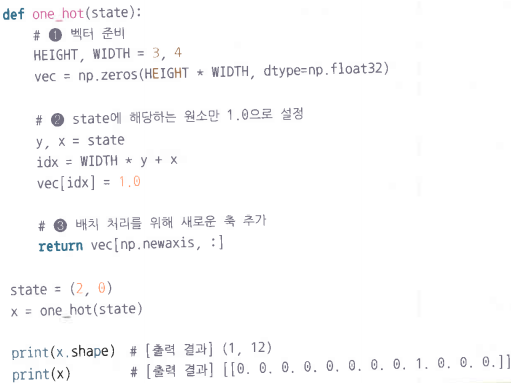 def one_hot(state):
    # ❶ 벡터 준비
    HEIGHT, WIDTH = 3, 4
    vec = np.zeros(HEIGHT * WIDTH, dtype=np.float32)

    # ❷ state에 해당하는 원소만 1.0으로 설정
    y, x = state
    idx = WIDTH * y + x
    vec[idx] = 1.0

    # ❸ 배치 처리를 위해 새로운 축 추가
    return vec[np.newaxis, :]

state = (2, 0)
x = one_hot(state)

print(x.shape)  # [출력 결과] (1, 12)
print(x)        # [출력 결과] [[0. 0. 0. 0. 0. 0. 0. 0. 1. 0. 0. 0.]]